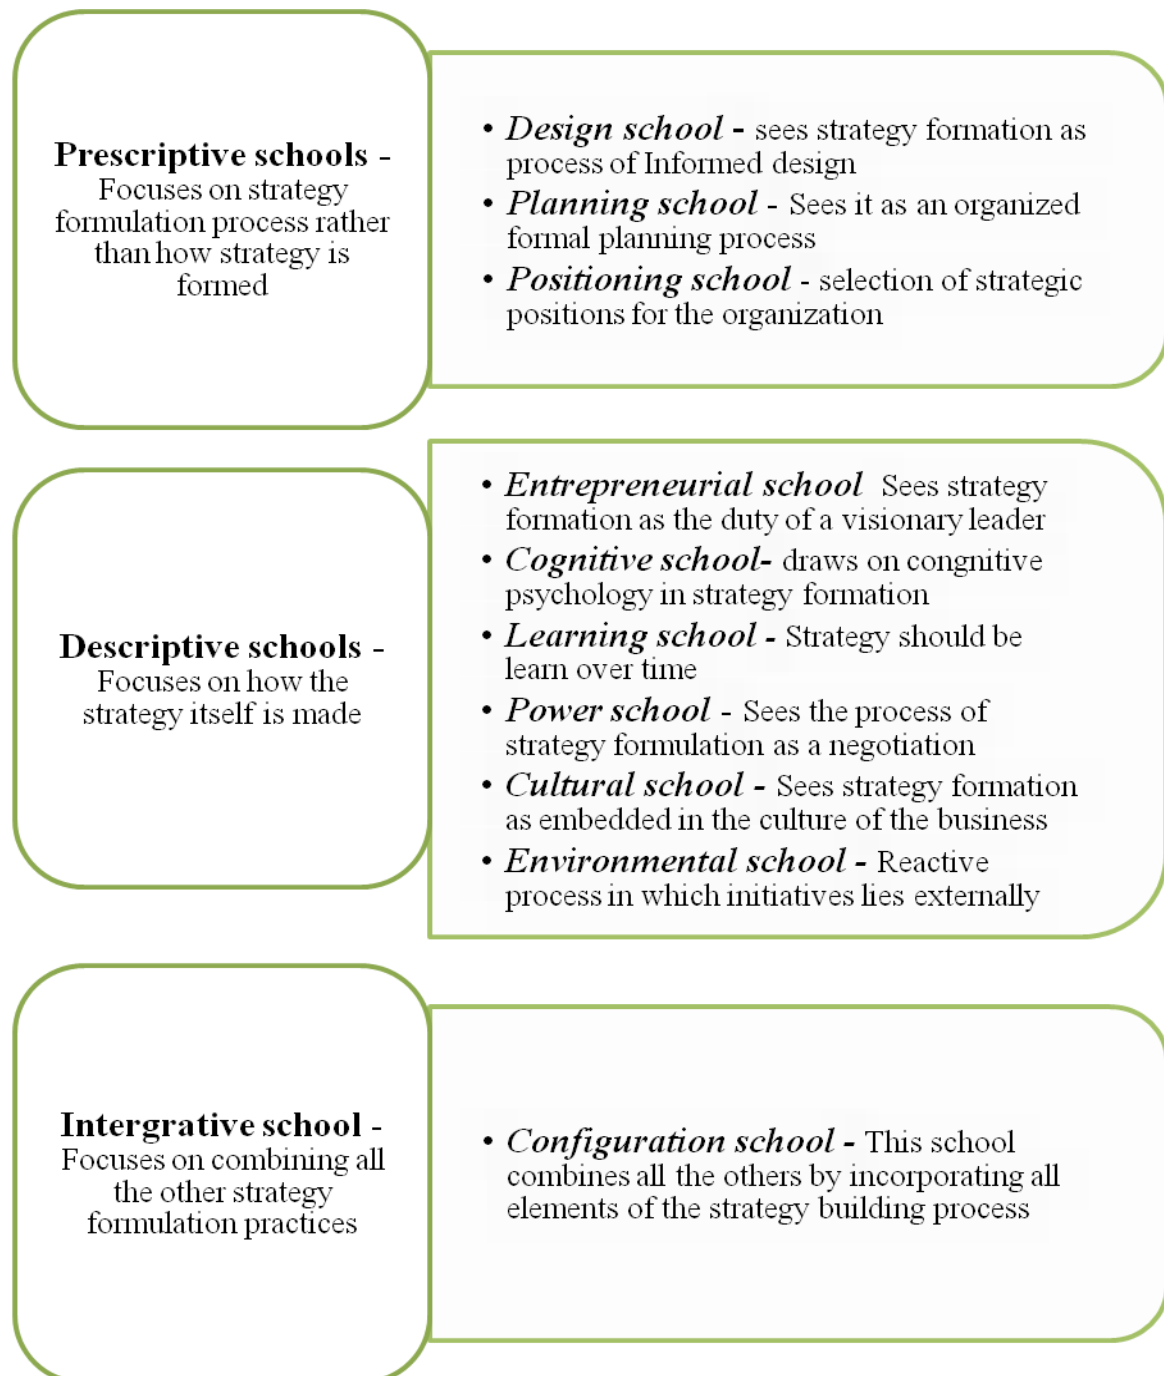 Prescriptive schools -
Focuses on strategy
formulation process rather
than how strategy is
formed
• Design school - sees strategy formation as
process of Informed design
• Planning school - Sees it as an organized
formal planning process
• Positioning school - selection of strategic
positions for the organization
Descriptive schools -
Focuses on how the
strategy itself is made
• Entrepreneurial school Sees strategy
formation as the duty of a visionary leader
• Cognitive school- draws on congnitive
psychology in strategy formation
• Learning school - Strategy should be
learn over time
• Power school - Sees the process of
strategy formulation as a negotiation
• Cultural school - Sees strategy formation
as embedded in the culture of the business
• Environmental school - Reactive
process in which initiatives lies externally
Intergrative school -
Focuses on combining all
the other strategy
formulation practices
• Configuration school - This school
combines all the others by incorporating all
elements of the strategy building process